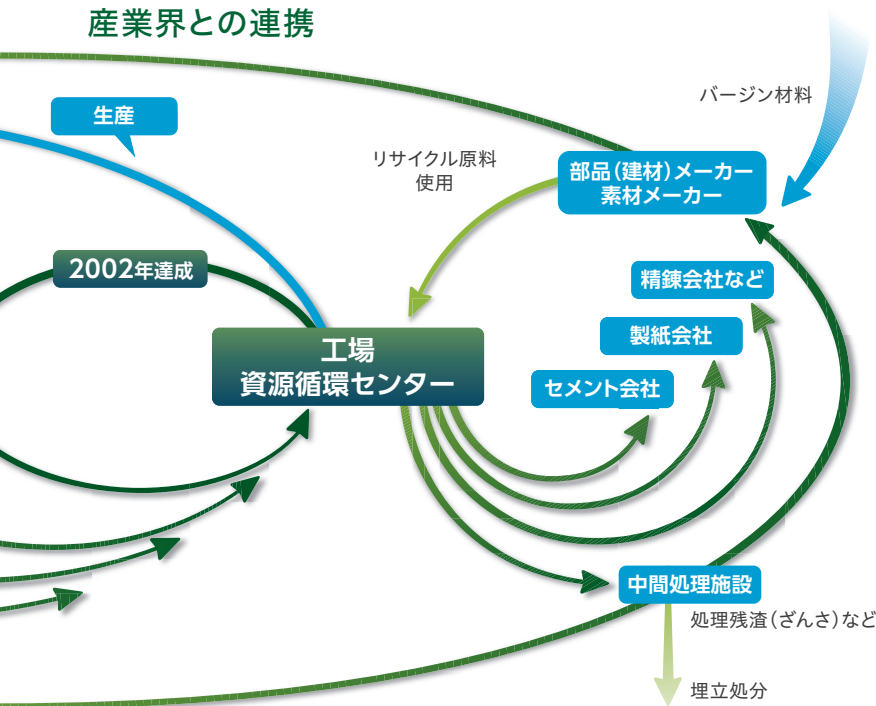 産業界との連携
バージン材料
生産
リサイクル原料
使用
部品(建材)メーカー
素材メーカー
2002年達成
精錬会社など
製紙会社
工場
資源循環センター
セメント会社
中間処理施設
処理残渣(ざんさ)など
埋立処分